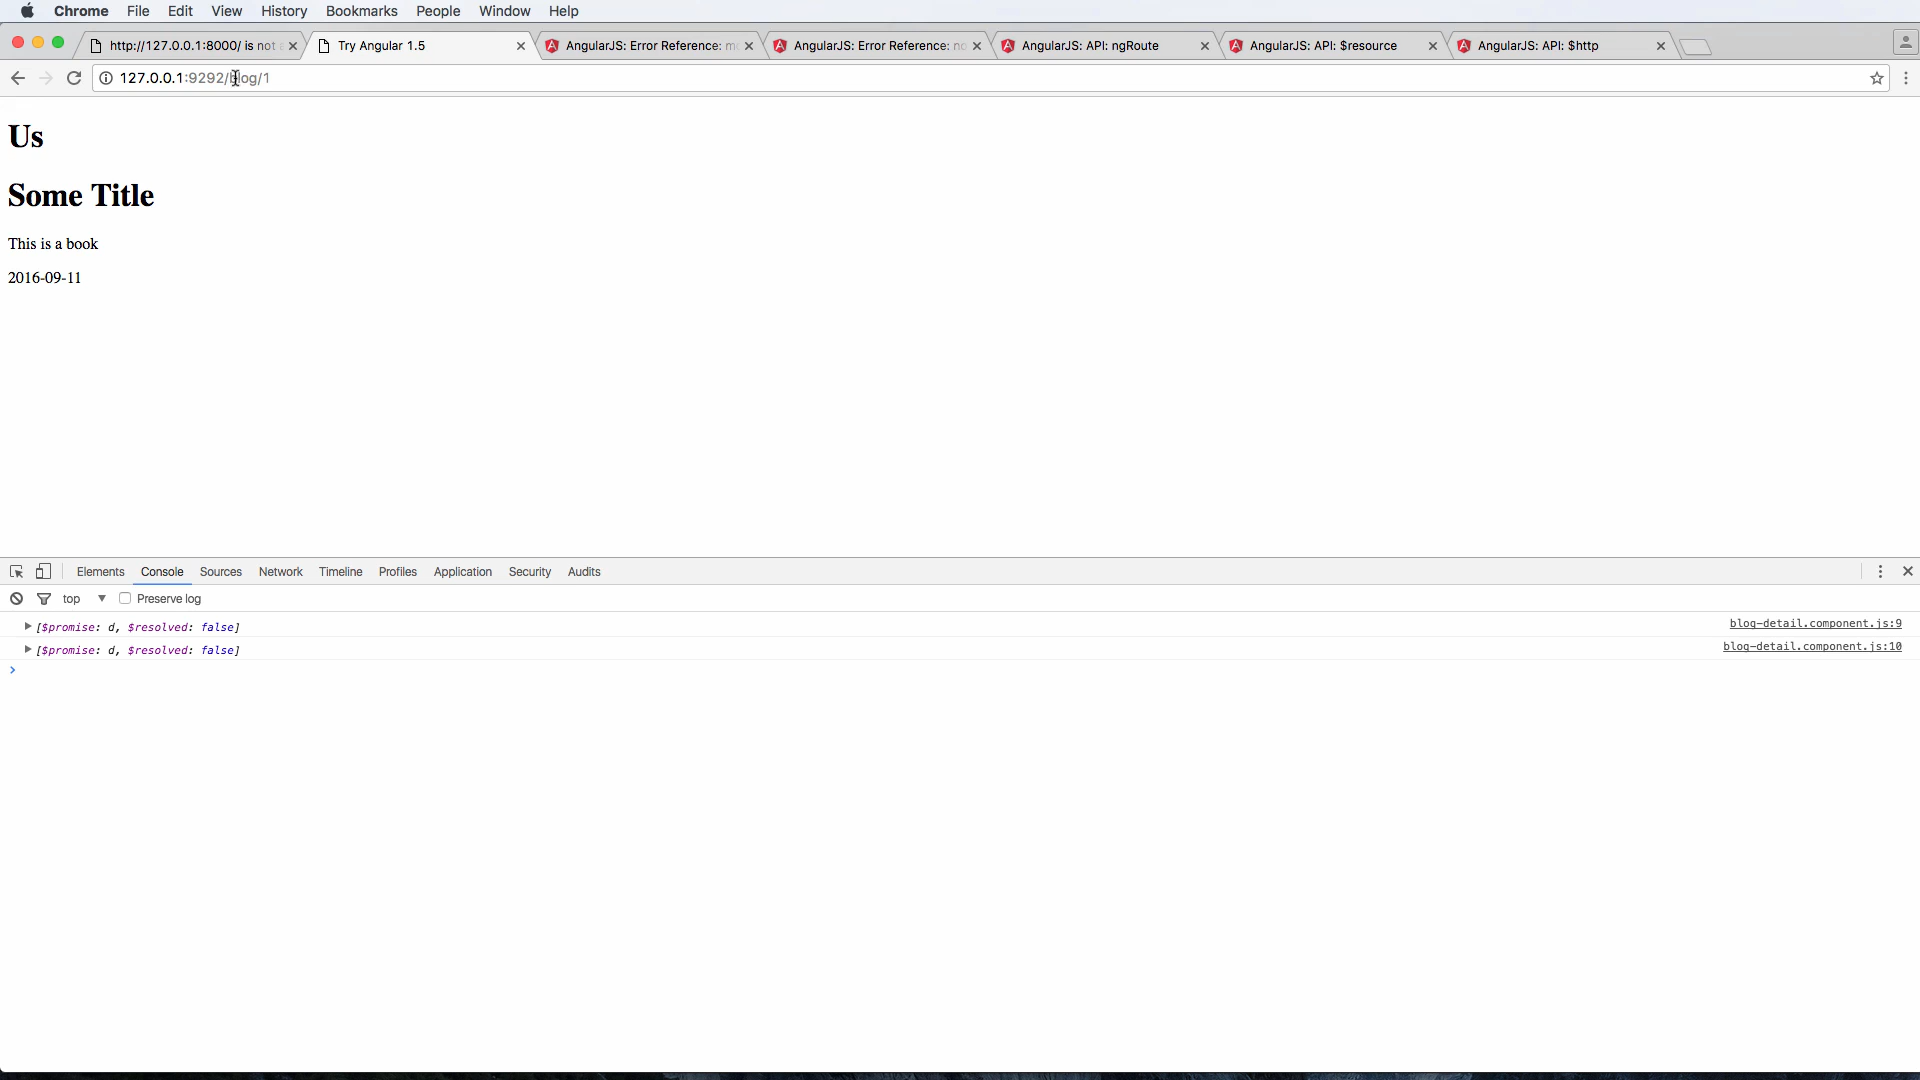 Chrome File Edit View History Bookmarks People Window Help
http://127.0.0.1:8000/ is not Try Angular 1.5 AngularJS: Error Reference: AngularJS: Error Reference: AngularJS: API: ngRoute AngularJS: API: $resource AngularJS: API: $http
127.0.0.1:9292/blog/1
Us
Some Title
This is a book
2016-09-11
Elements Console Sources Network Timeline Profiles Application Security Audits
top Preserve log
[$promise: d, $resolved: false] blog-detail.component.js:9
[$promise: d, $resolved: false] blog-detail.component.js:10